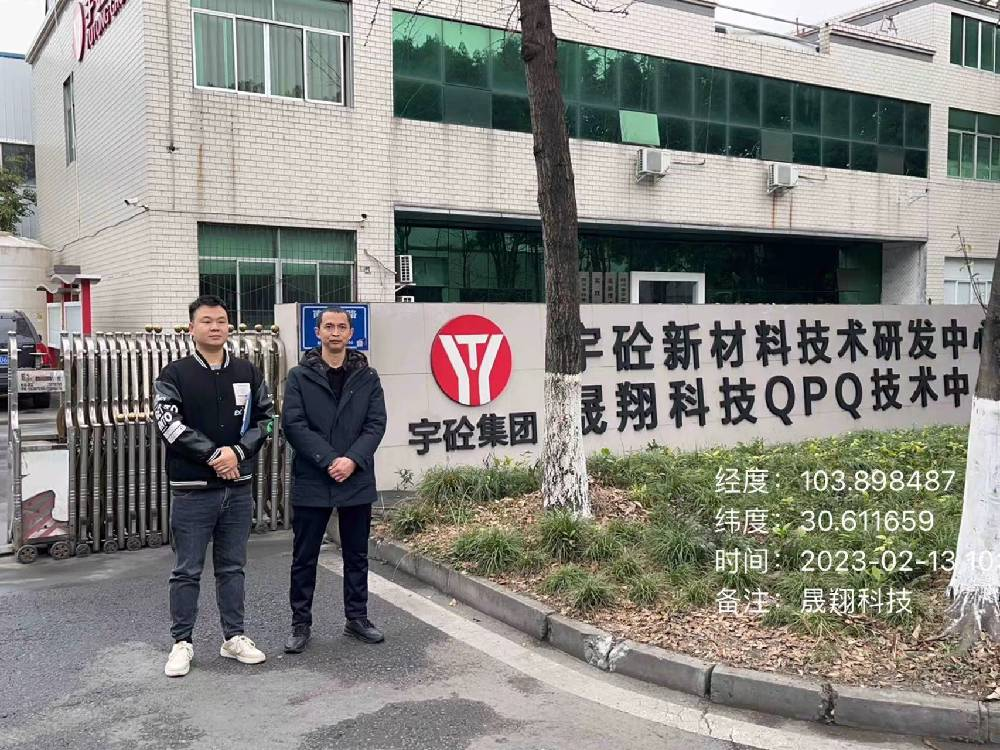 宇砼新材料技术研发中心
晟翔科技QPQ技术中
宇砼集团
经度： 103.898487
纬度： 30.611659
时间： 2023-02-13 10:
备注： 晟翔科技